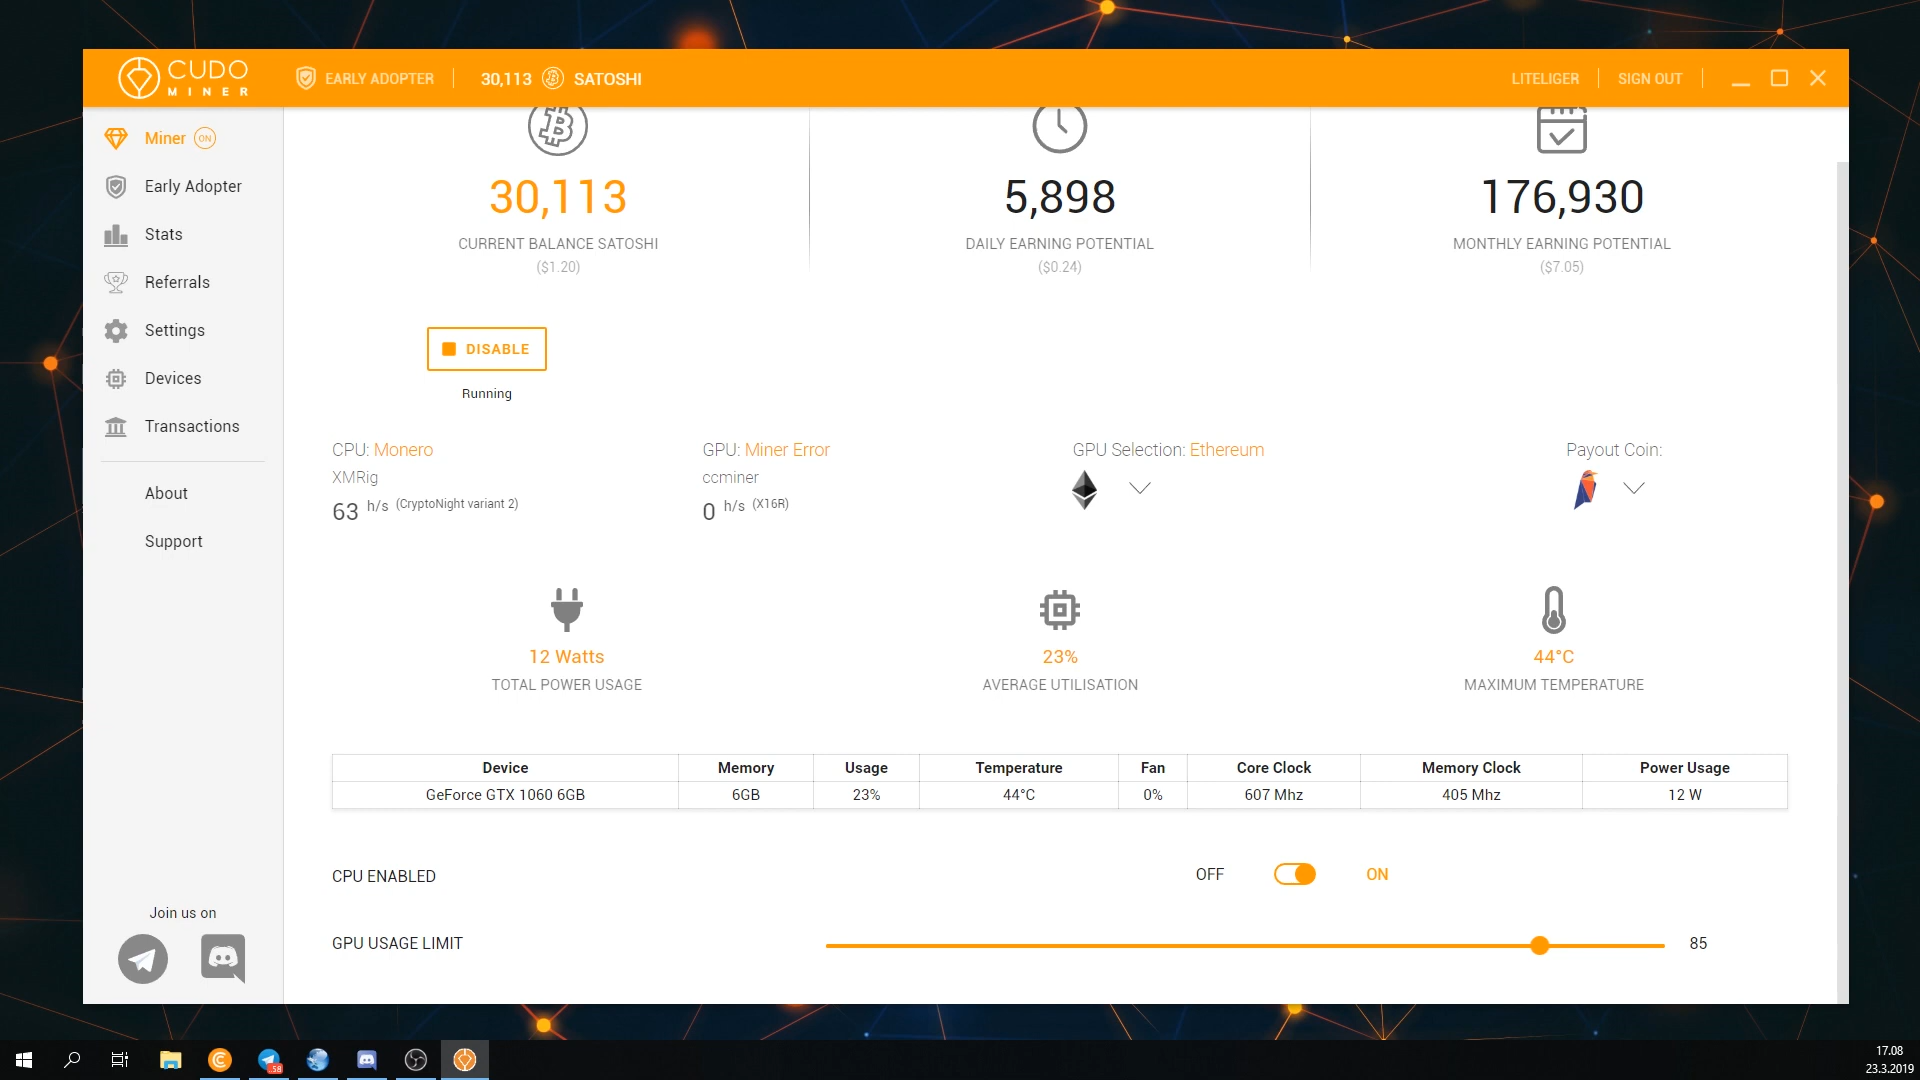 CUDO
MINER
EARLY ADOPTER
30,113 SATOSHI
LITELIGER
SIGN OUT
Miner ON
Early Adopter
Stats
Referrals
Settings
Devices
Transactions
About
Support
Join us on
30,113
CURRENT BALANCE SATOSHI
($1.20)
5,898
DAILY EARNING POTENTIAL
($0.24)
176,930
MONTHLY EARNING POTENTIAL
($7.05)
DISABLE
Running
CPU: Monero
XMRig
63 h/s (CryptoNight variant 2)
GPU: Miner Error
ccminer
0 h/s (X16R)
GPU Selection: Ethereum
Payout Coin:
12 Watts
TOTAL POWER USAGE
23%
AVERAGE UTILISATION
44°C
MAXIMUM TEMPERATURE
Device Memory Usage Temperature Fan Core Clock Memory Clock Power Usage
GeForce GTX 1060 6GB 6GB 23% 44°C 0% 607 Mhz 405 Mhz 12 W
CPU ENABLED OFF ON
GPU USAGE LIMIT 85
17.08
23.3.2019